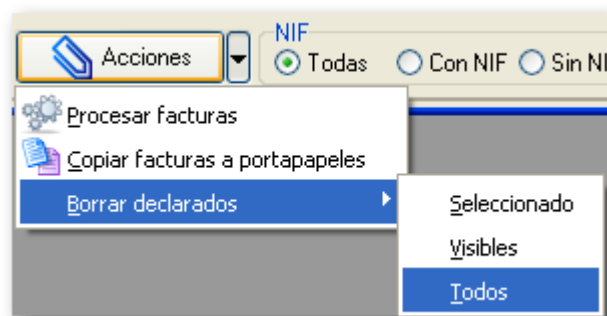 NIF
Acciones
Todas
Con NIF
Sin NI
Procesar facturas
Copiar facturas a portapapeles
Borrar declarados
Seleccionado
Visibles
Todos